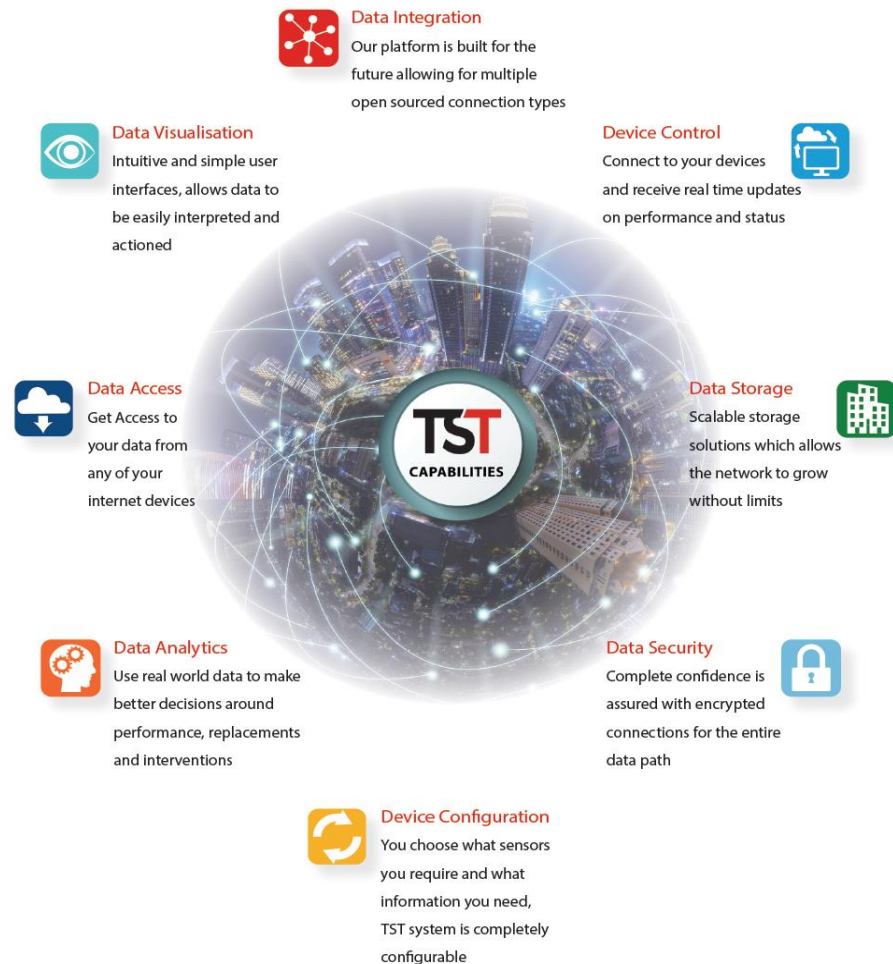 Data Integration
Our platform is built for the
future allowing for multiple
open sourced connection types
Data Visualisation
Intuitive and simple user
interfaces, allows data to
be easily interpreted and
actioned
Device Control
Connect to your devices
and receive real time updates
on performance and status
Data Access
Get Access to
your data from
any of your
internet devices
TST
CAPABILITIES
Data Storage
Scalable storage
solutions which allows
the network to grow
without limits
Data Analytics
Use real world data to make
better decisions around
performance, replacements
and interventions
Data Security
Complete confidence is
assured with encrypted
connections for the entire
data path
Device Configuration
You choose what sensors
you require and what
information you need,
TST system is completely
configurable